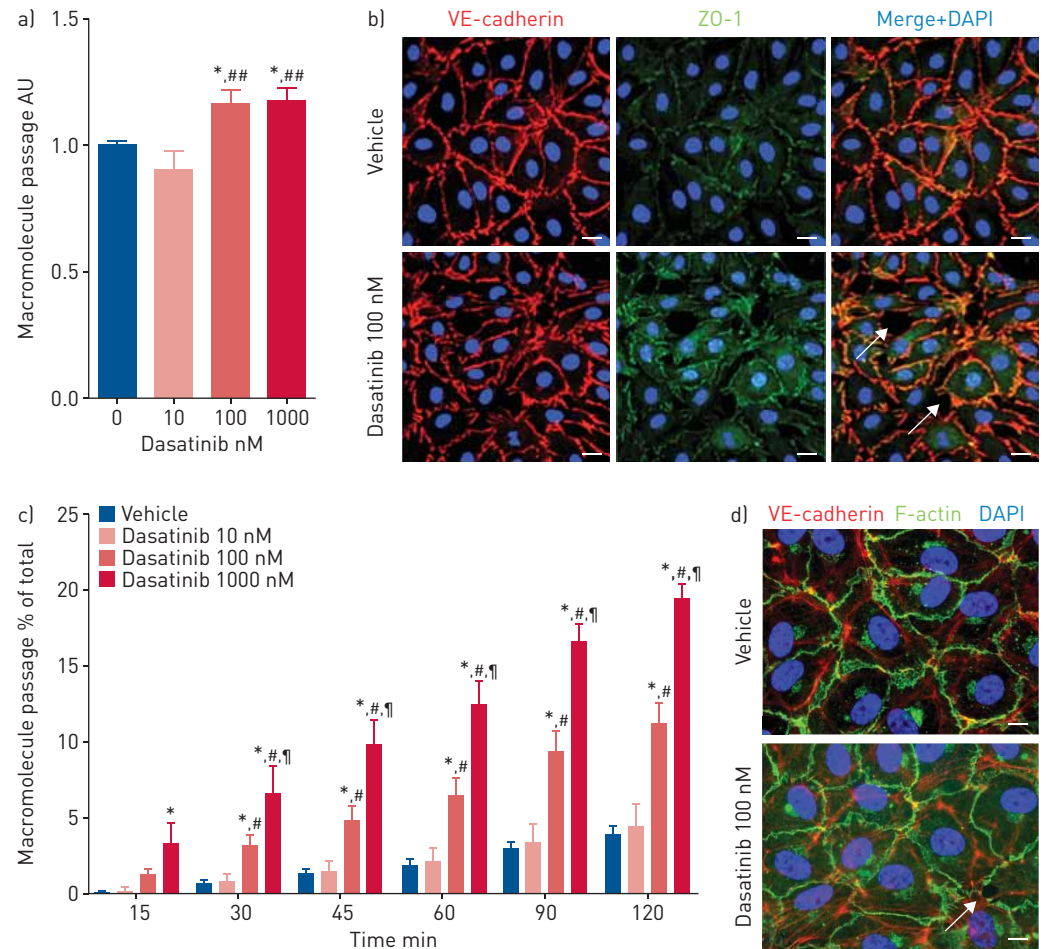 a)
1.5
1.0
0.5
0.0
Macromolecule passage AU
*,##
*,##
0
10
100
1000
Dasatinib nM
b)
VE-cadherin
ZO-1
Merge+DAPI
Vehicle
Dasatinib 100 nM
c)
25
20
15
10
5
0
Macromolecule passage % of total
Vehicle
Dasatinib 10 nM
Dasatinib 100 nM
Dasatinib 1000 nM
*
*,#
*,#,¶
*,#
*,#,¶
*,#
*,#,¶
*,#
*,#,¶
*,#
*,#,¶
15
30
45
60
90
120
Time min
d)
VE-cadherin F-actin DAPI
Vehicle
Dasatinib 100 nM